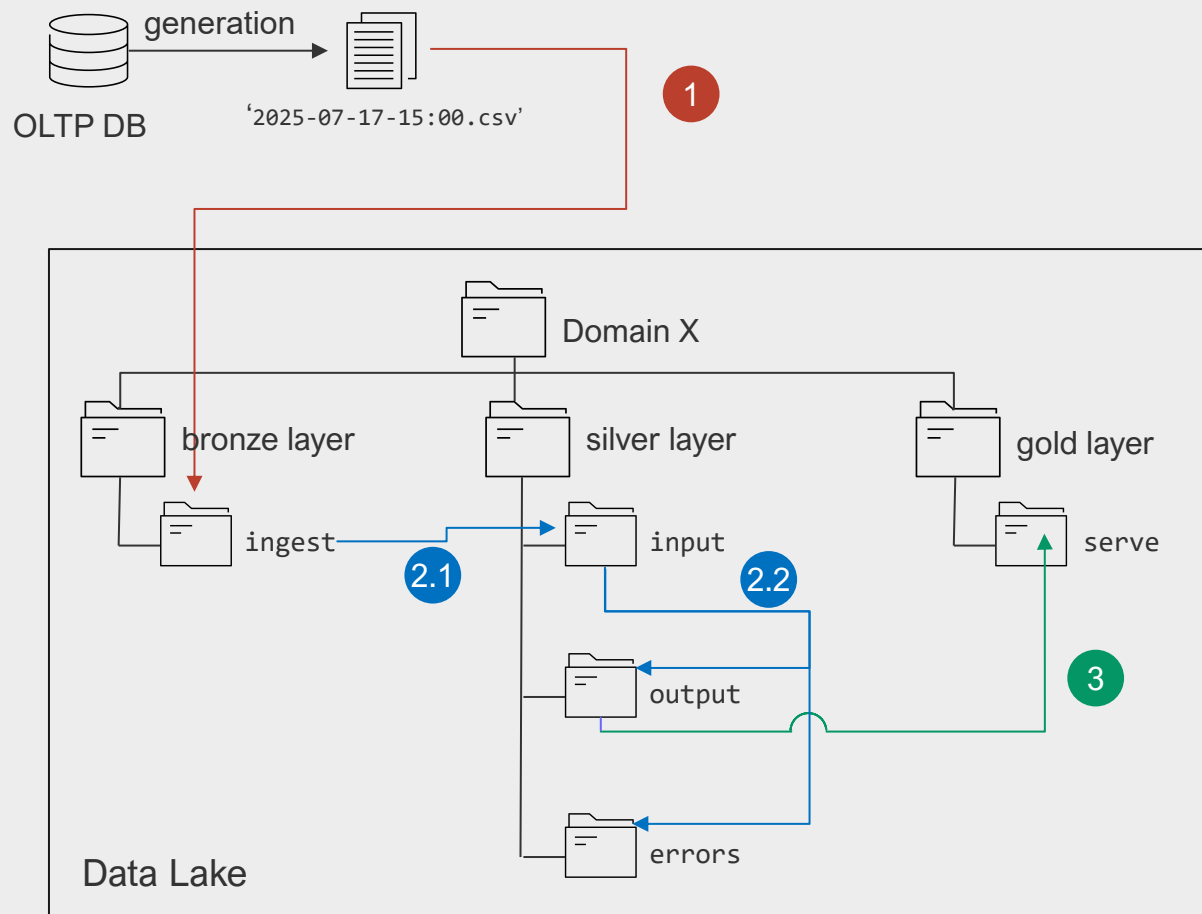 generation
OLTP DB
‘2025-07-17-15:00.csv’
1
Domain X
bronze layer
silver layer
gold layer
ingest
2.1
input
2.2
serve
output
3
errors
Data Lake